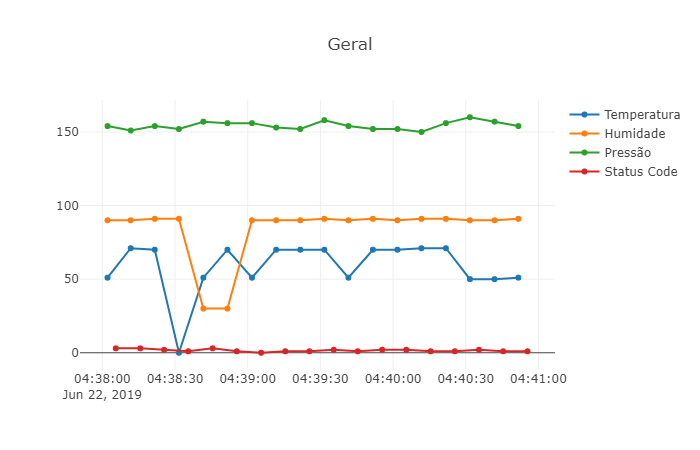 Geral
150
100
50
0
04:38:00
04:38:30
04:39:00
04:39:30
04:40:00
04:40:30
04:41:00
Jun 22, 2019
Temperatura
Humidade
Pressão
Status Code